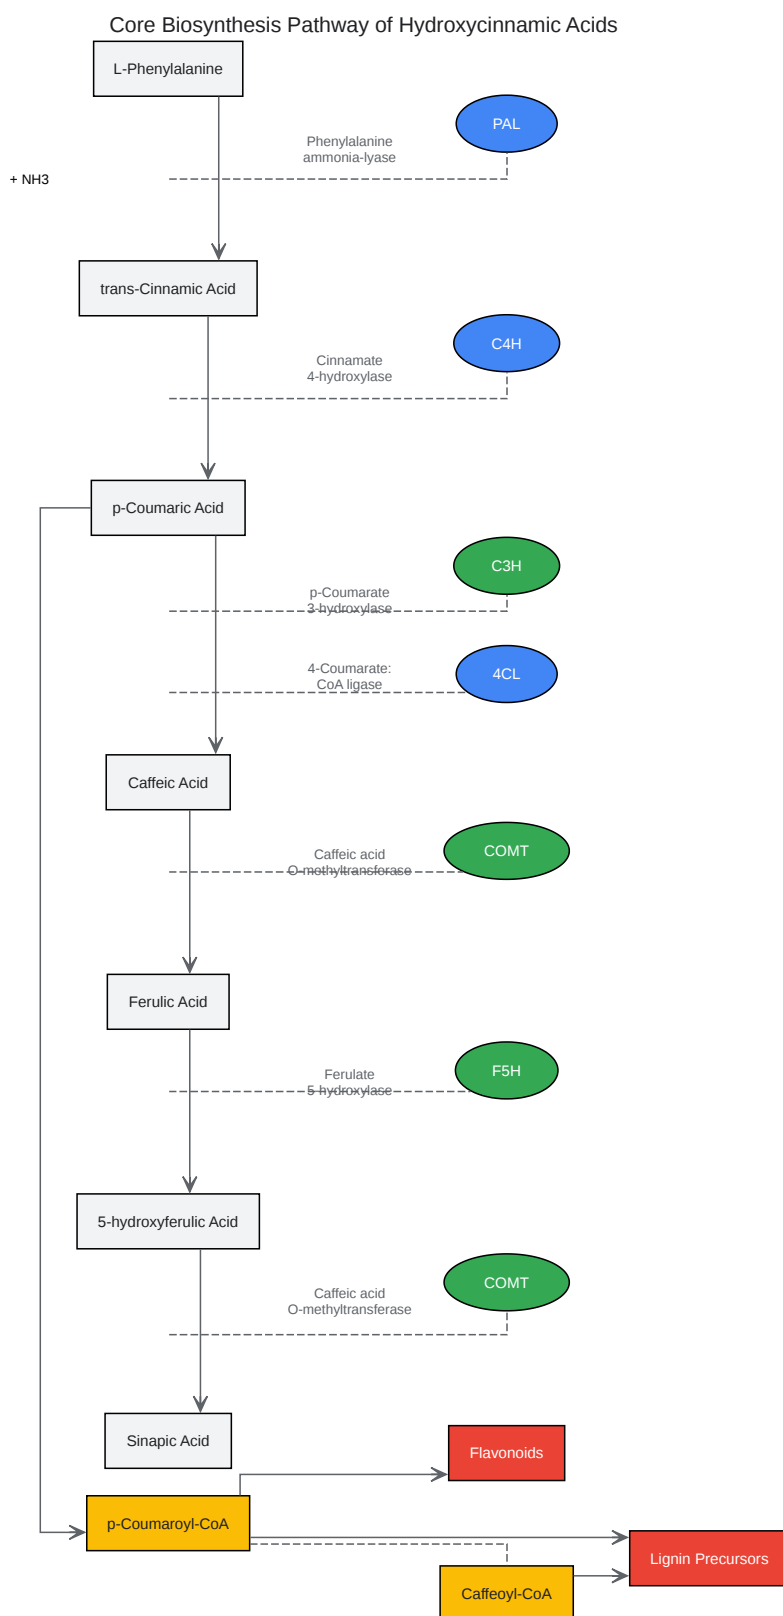 Core Biosynthesis Pathway of Hydroxycinnamic Acids
L-Phenylalanine
PAL
Phenylalanine
ammonia-lyase
+ NH3
trans-Cinnamic Acid
C4H
Cinnamate
4-hydroxylase
p-Coumaric Acid
C3H
p-Coumarate
3-hydroxylase
4-Coumarate:
CoA ligase
4CL
Caffeic Acid
COMT
Caffeic acid
O-methyltransferase
Ferulic Acid
F5H
Ferulate
5-hydroxylase
5-hydroxyferulic Acid
COMT
Caffeic acid
O-methyltransferase
Sinapic Acid
Flavonoids
p-Coumaroyl-CoA
Lignin Precursors
Caffeoyl-CoA